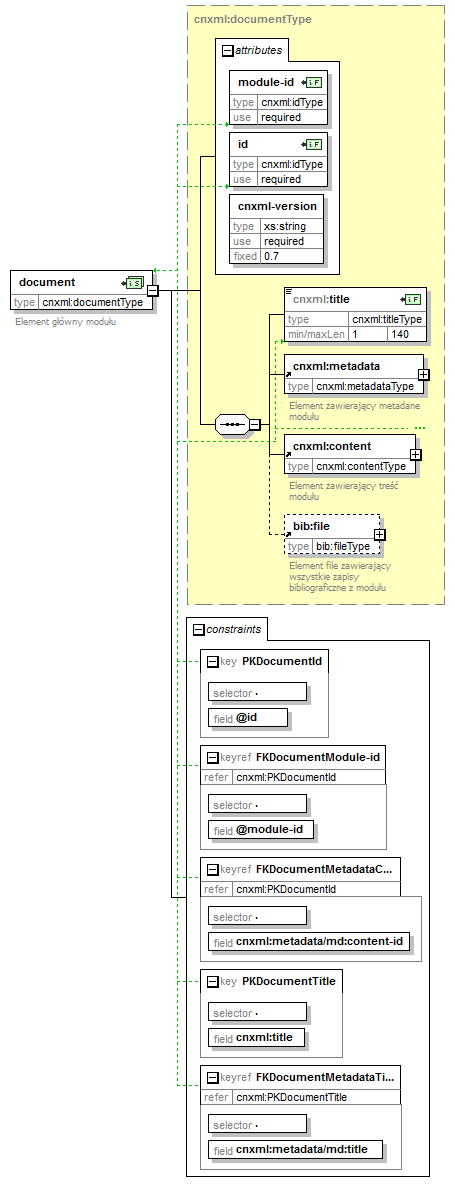 cnxml:documentType
attributes
module-id
type cnxml:idType
use required
id
type cnxml:idType
use required
cnxml-version
type xs:string
use required
fixed 0.7
document
type cnxml:documentType
Element główny modułu
cnxml:title
type cnxml:titleType
min/maxLen 1 140
cnxml:metadata
type cnxml:metadataType
Element zawierający metadane
modułu
cnxml:content
type cnxml:contentType
Element zawierający treść
modułu
bib:file
type bib:fileType
Element file zawierający
wszystkie zapisy
bibliograficzne z modułu
constraints
key PKDocumentId
selector .
field @id
keyref FKDocumentModule-id
refer cnxml:PKDocumentId
selector .
field @module-id
keyref FKDocumentMetadataC...
refer cnxml:PKDocumentId
selector .
field cnxml:metadata/md:content-id
key PKDocumentTitle
selector .
field cnxml:title
keyref FKDocumentMetadataTi...
refer cnxml:PKDocumentTitle
selector .
field cnxml:metadata/md:title